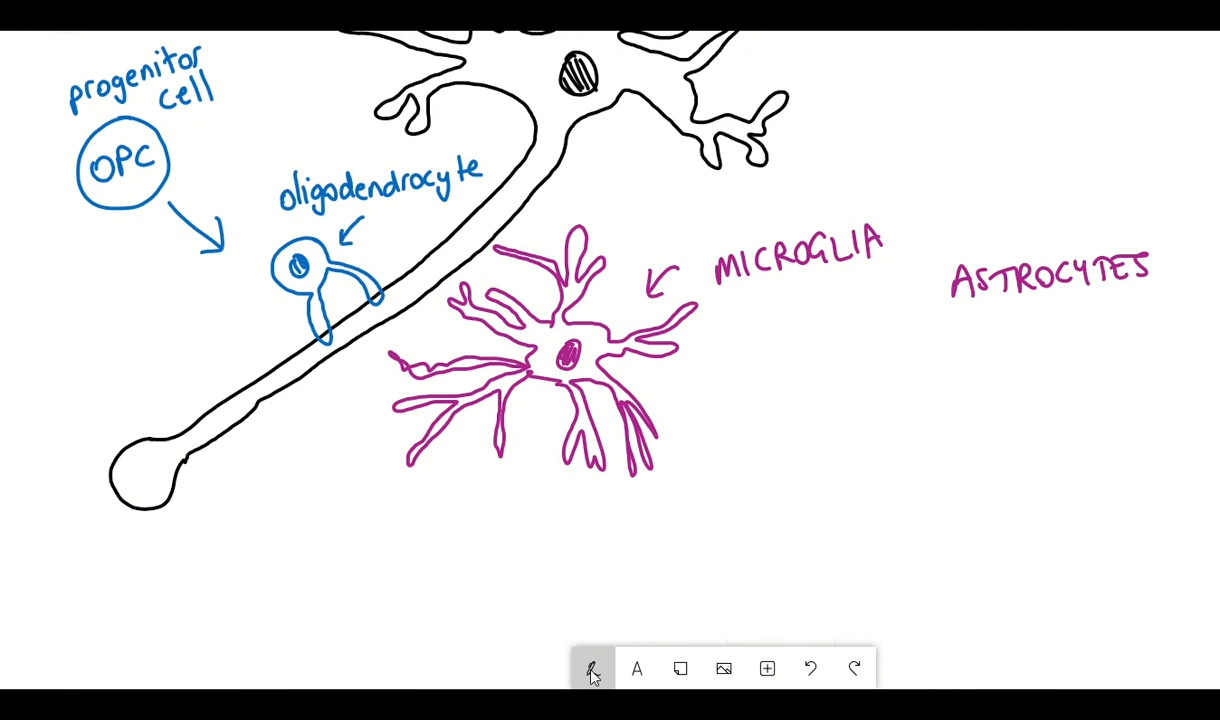 progenitor
cell
OPC
oligodendrocyte
MICROGLIA
ASTROCYTES
A